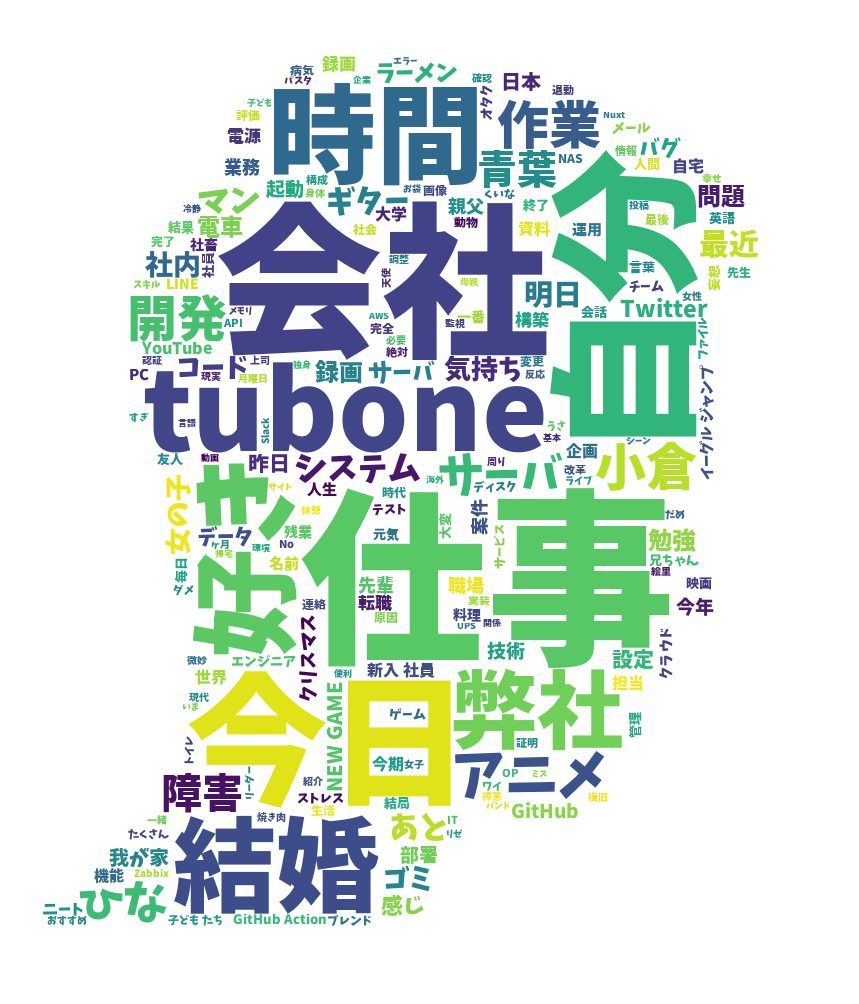 エラー
病気
録画
ラーメン
企業
確認
日本
退勤
パスタ
オタク
子ども
評価
時間
作業
Nuxt
メール
電源
青葉
NAS
情報
バグ
業務
人間
自宅
構成
起動
身体
お袋
画像
くいな
幸せ
問題
マン
ギター
親父
終了
自分
投稿
冷静
大学
動物
最後
英語
結果
電車
社会
資料
運用
最近
完了
社畜
社員
会社
調整
天使
言葉
妄想
先生
社内
スキル
LINE
母親
明日
チーム
女性
開発
メモリ
API
AWS
完全
監視
一番
構築
会話
Twitter
必要
絶対
ファイル
YouTube
認証
コード
上司
独身
録画
サーバ
気持ち
変更
反応
PC
現実
月曜日
イーグル ジャンプ
tubone
すぎ
言語
Slack
うさ
基本
シーン
友人
動画
昨日
システム
サーバ
周り
企画
小倉
改革
ライブ
人生
海外
ディスク
サイト
時代
好き
女の子
休憩
テスト
大変
案件
だめ
データ
残業
元気
サービス
仕事
勉強
ヶ月
環境
No
帰宅
兄ちゃん
名前
絵里
毎日
ダメ
先輩
職場
映画
転職
実装
連絡
原因
料理
関係
今年
UPS
クリスマス
クラウド
微妙
エンジニア
技術
設定
世界
新入 社員
便利
担当
現代
いま
今日
NEW GAME
ゲーム
弊社
管理
トイレ
証明
今期
女子
アニメ
リーダー
紹介
OP
ミス
ワイ
障害
ストレス
得意
復旧
結局
バンド
生活
GitHub
一緒
焼き肉
あと
IT
リゼ
たくさん
結婚
我が家
部署
機能
Zabbix
ゴミ
ひな
感じ
ニート
おすすめ
子ども たち
GitHub Action
ブレンド